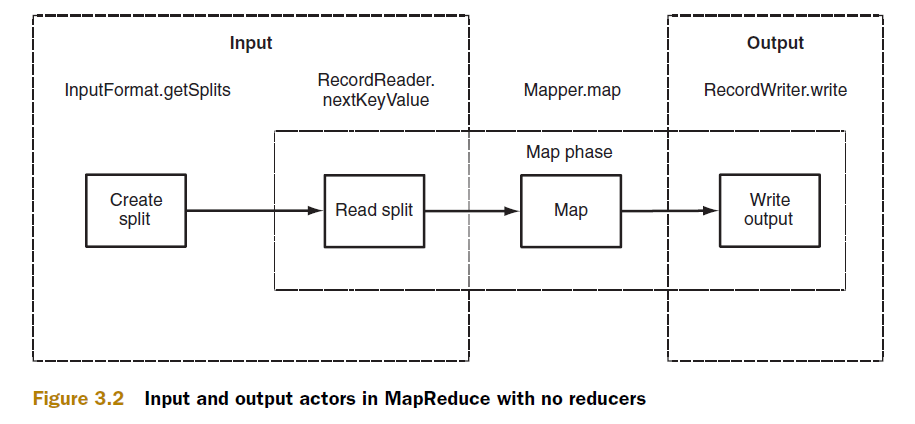 Input
Output
InputFormat.getSplits
RecordReader.
nextKeyValue
Mapper.map
RecordWriter.write
Map phase
Create
split
Read split
Map
Write
output
Figure 3.2 Input and output actors in MapReduce with no reducers